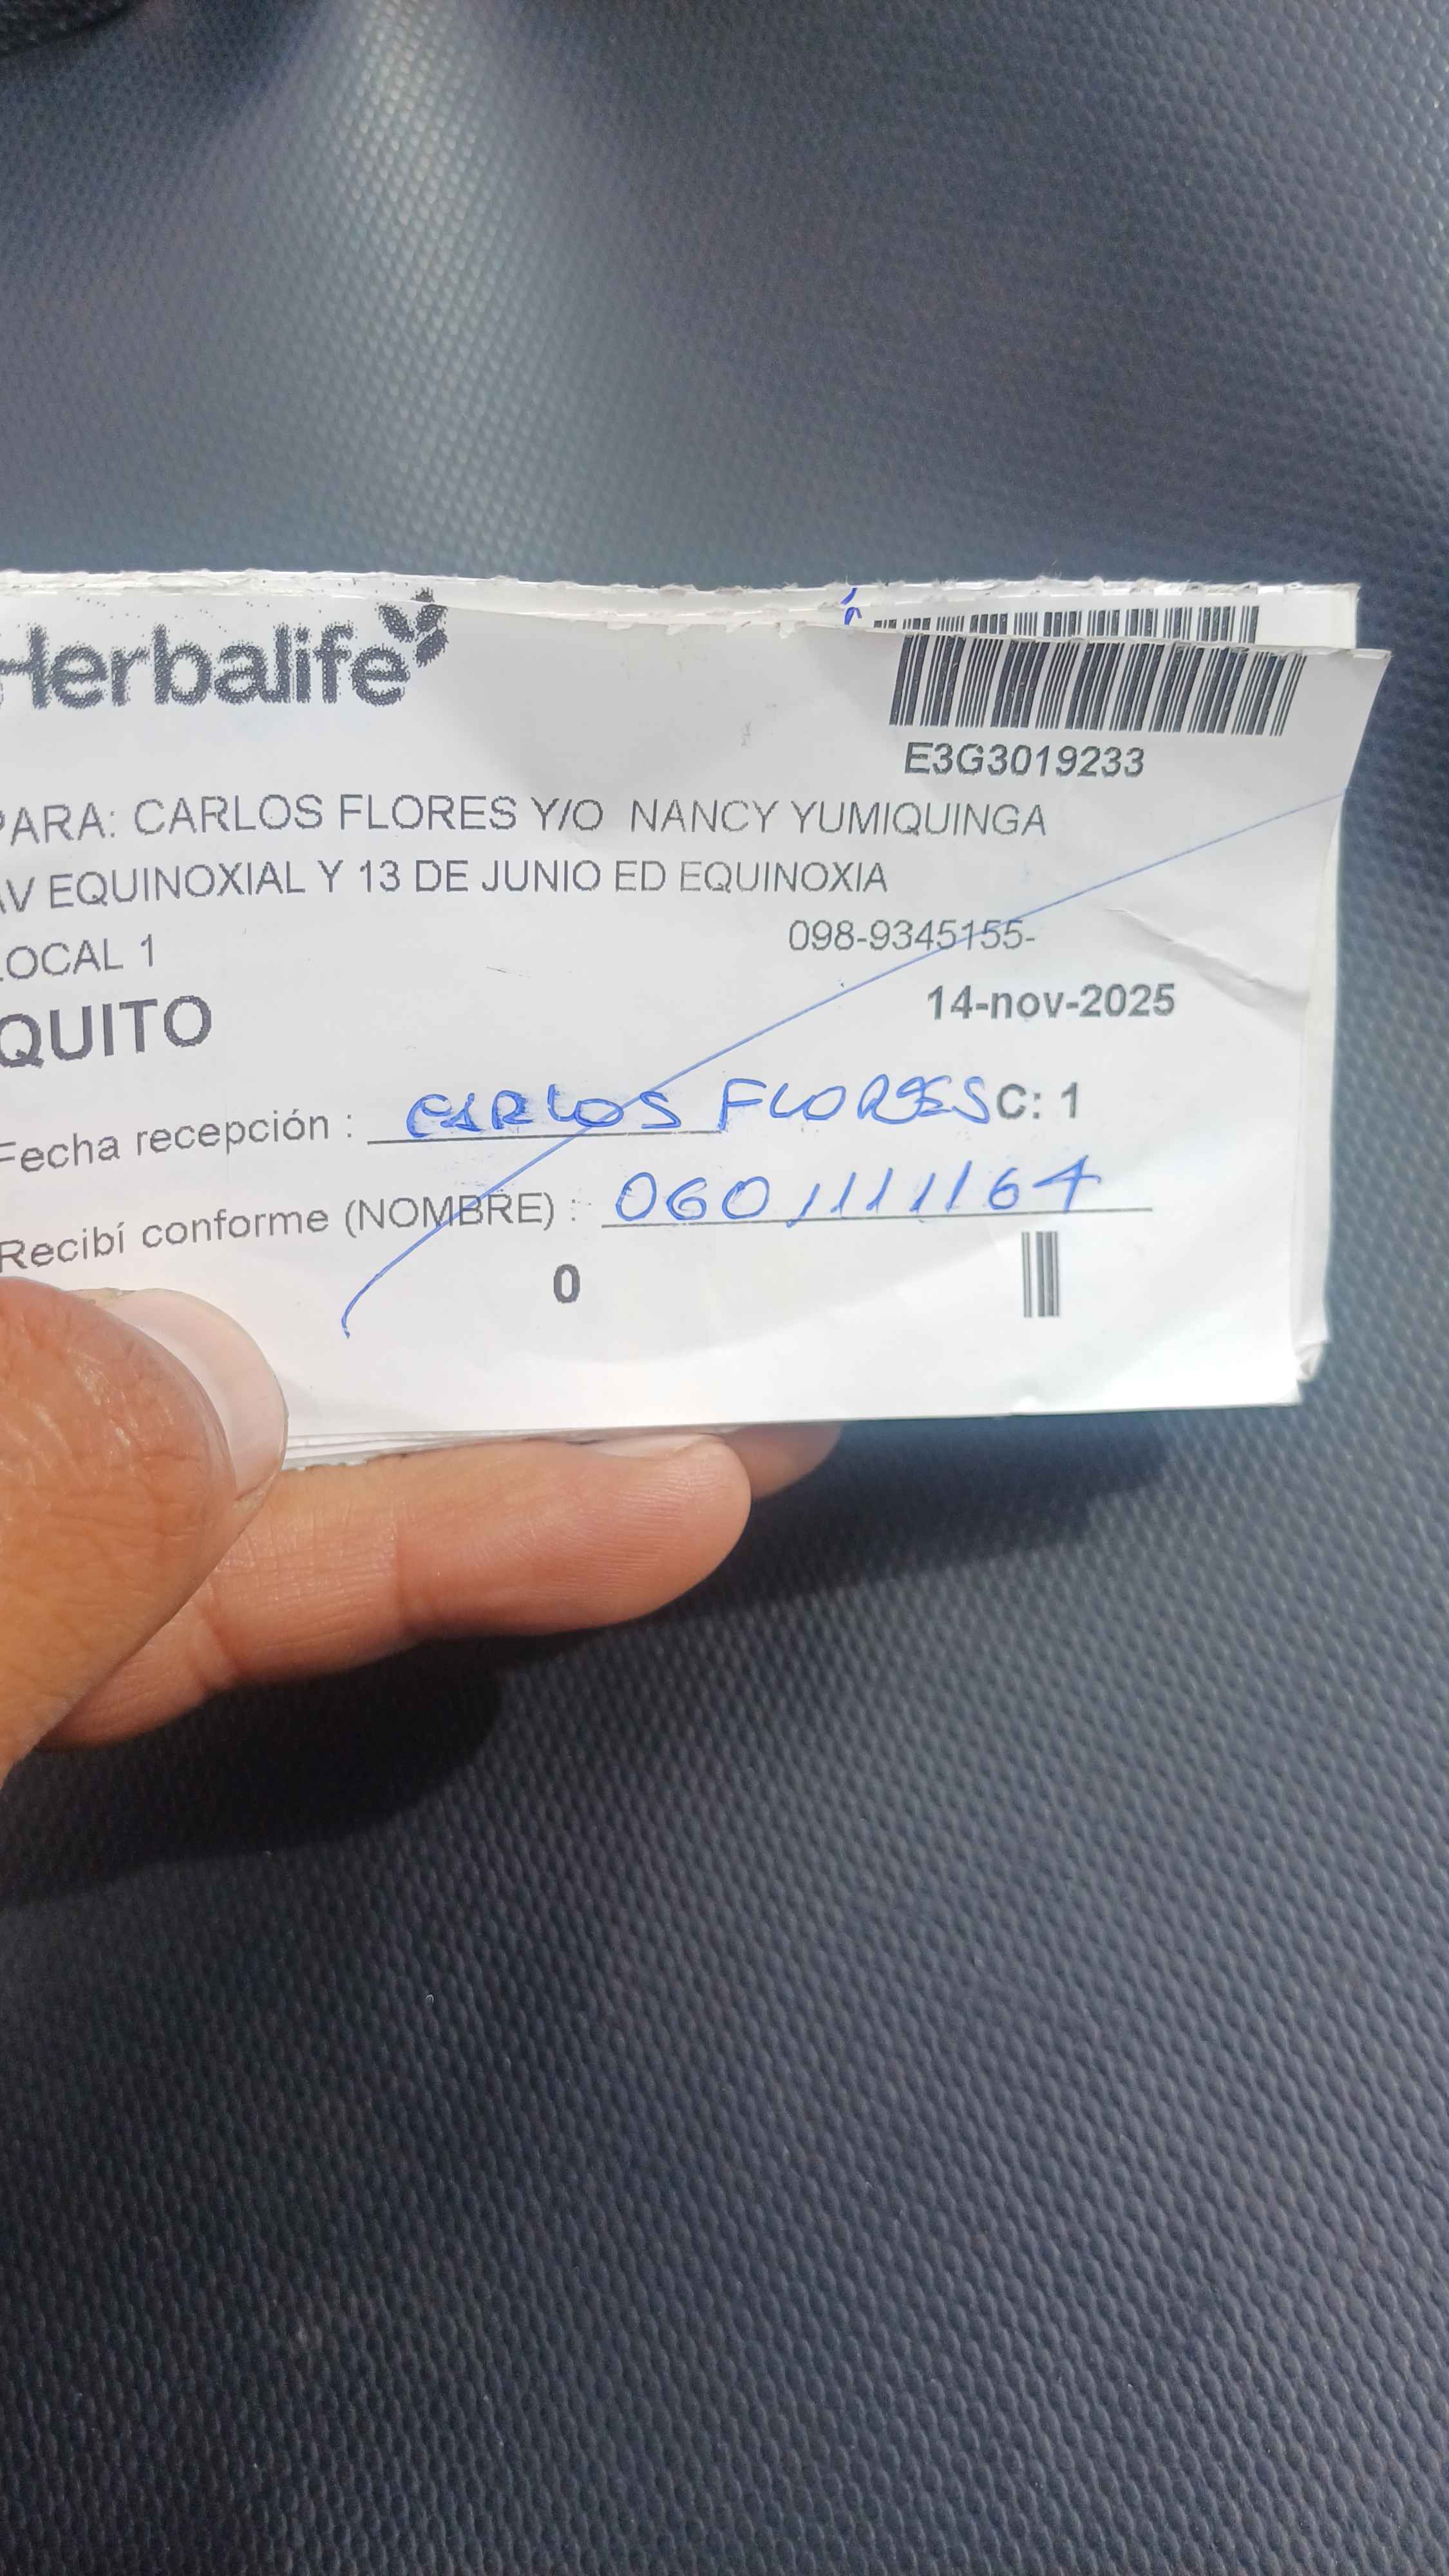 Herbalife
E3G3019233
PARA: CARLOS FLORES Y/O NANCY YUMIQUINGA
AV EQUINOXIAL Y 13 DE JUNIO ED EQUINOXIA
LOCAL 1 098-9345155-
QUITO 14-nov-2025
Fecha recepción : CARLOS FLORES C: 1
Recibí conforme (NOMBRE) : 0601111164
0